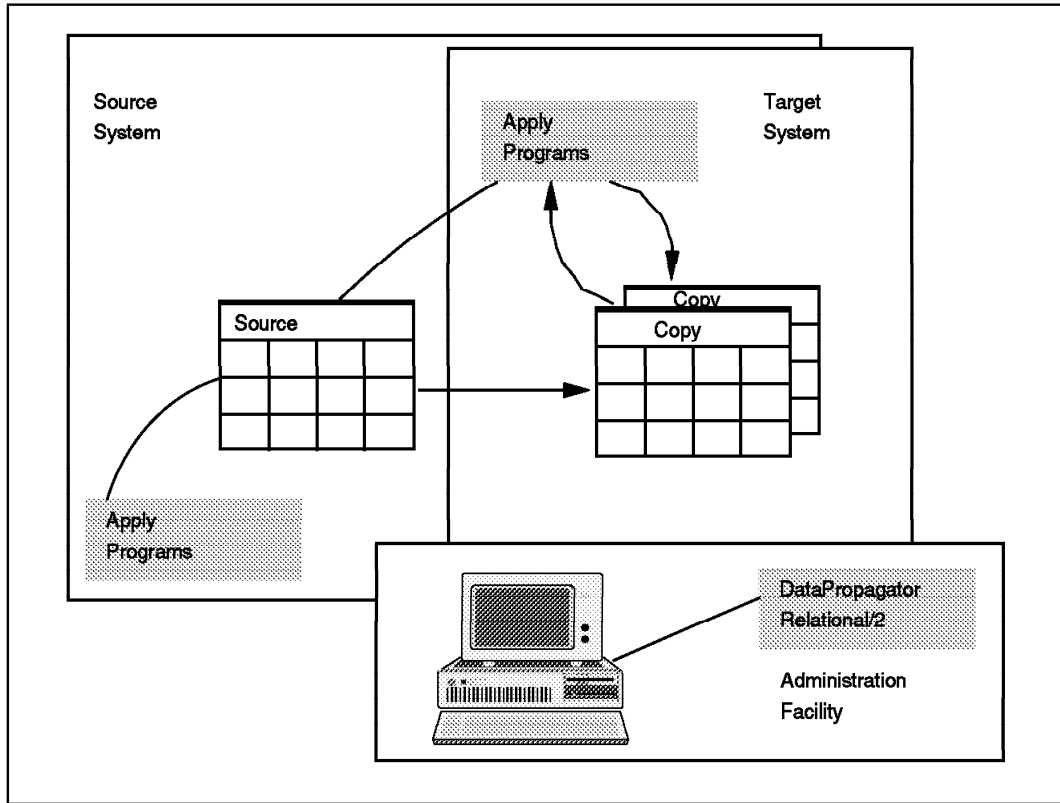 Source
System
Target
System
Apply
Programs
Copy
Source
Copy
Apply
Programs
DataPropagator
Relational/2
Administration
Facility